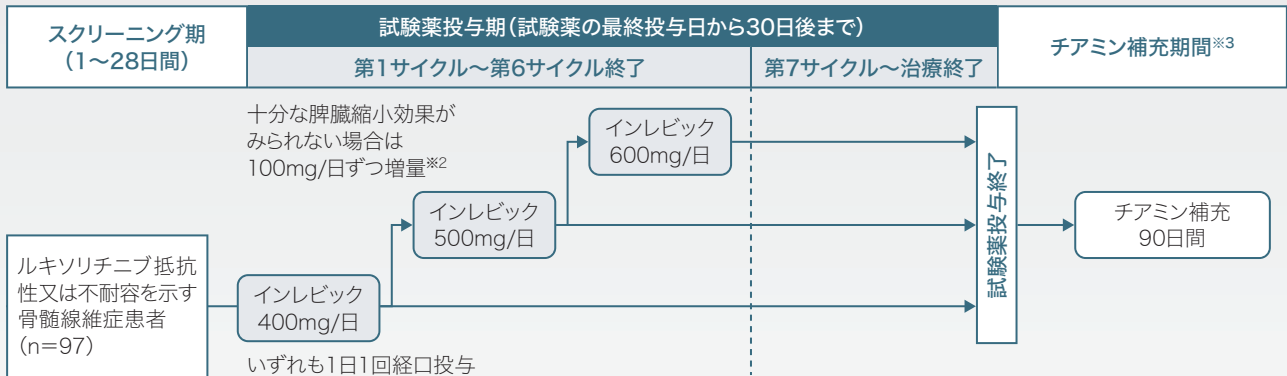 スクリーニング期
(1～28日間)
試験薬投与期(試験薬の最終投与日から30日後まで)
第1サイクル～第6サイクル終了
第7サイクル～治療終了
チアミン補充期間※3
十分な脾臓縮小効果が
みられない場合は
100mg/日ずつ増量※2
インレビック
600mg/日
インレビック
500mg/日
インレビック
400mg/日
ルキソリチニブ抵抗
性又は不耐容を示す
骨髄線維症患者
(n=97)
いずれも1日1回経口投与
試験薬投与終了
チアミン補充
90日間